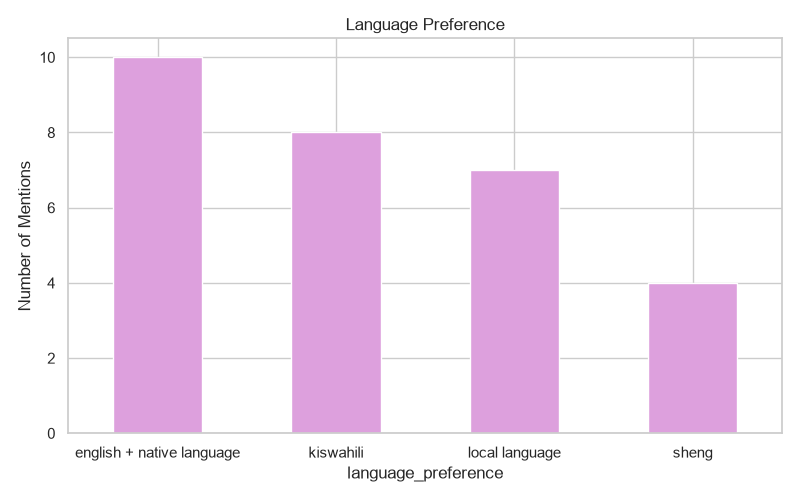 Language Preference
Number of Mentions
10
8
6
4
2
0
english + native language
kiswahili
local language
sheng
language_preference